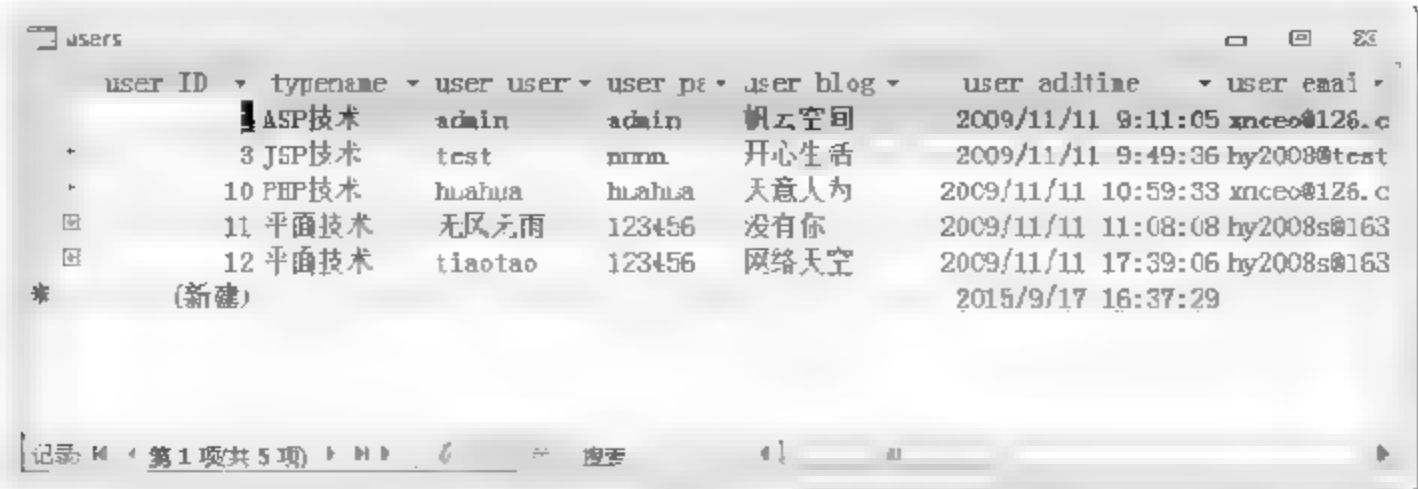 users
user ID typename user user user pa user blog user addtime user emai
ASP技术 admin admin 帆云空间 2009/11/11 9:11:05 xnceo@126.c
3 JSP技术 test 开心生活 2009/11/11 9:49:36 hy2008@test
10 PHP技术 huahua huahua 天意人为 2009/11/11 10:59:33 xnceo@126.c
11 平面技术 无风无雨 123456 没有你 2009/11/11 11:08:08 hy2008s@163
12 平面技术 tiaotao 123456 网络天空 2009/11/11 17:39:06 hy2008s@163
(新建) 2015/9/17 16:37:29
记录 第1项(共5项) 搜索